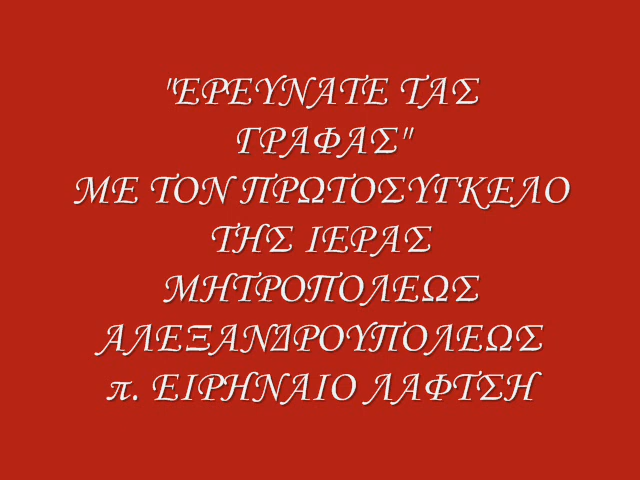 "ΕΡΕΥΝΑΤΕ ΤΑΣ
ΓΡΑΦΑΣ"
ΜΕ ΤΟΝ ΠΡΩΤΟΣΥΓΚΕΛΟ
ΤΗΣ ΙΕΡΑΣ
ΜΗΤΡΟΠΟΛΕΩΣ
ΑΛΕΞΑΝΔΡΟΥΠΟΛΕΩΣ
π. ΕΙΡΗΝΑΙΟ ΛΑΦΤΣΗ